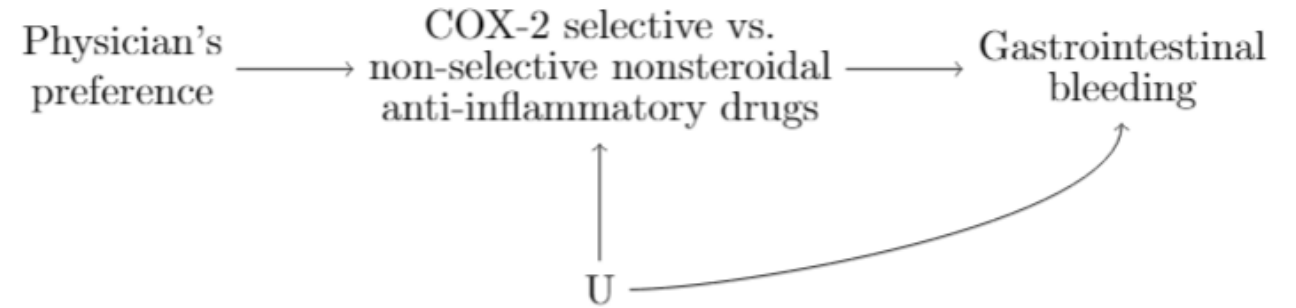 Physician's
preference
COX-2 selective vs.
non-selective nonsteroidal
anti-inflammatory drugs
Gastrointestinal
bleeding
U